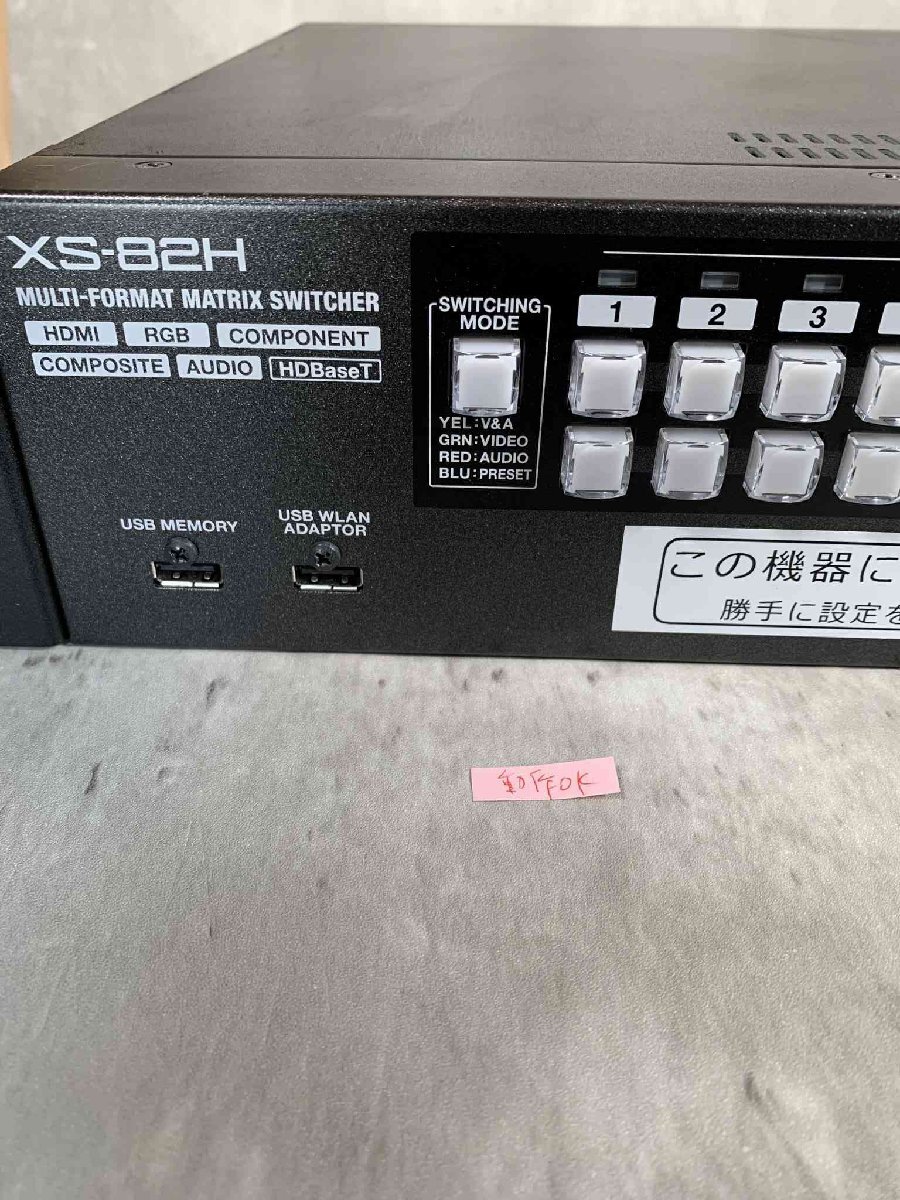 XS-82H
MULTI-FORMAT MATRIX SWITCHER
HDMI RGB COMPONENT
COMPOSITE AUDIO HDBaseT
SWITCHING
MODE
YEL:V&A
GRN:VIDEO
RED:AUDIO
BLU:PRESET
1 2 3
USB MEMORY
USB WLAN
ADAPTOR
この機器に
勝手に設定を
動作OK